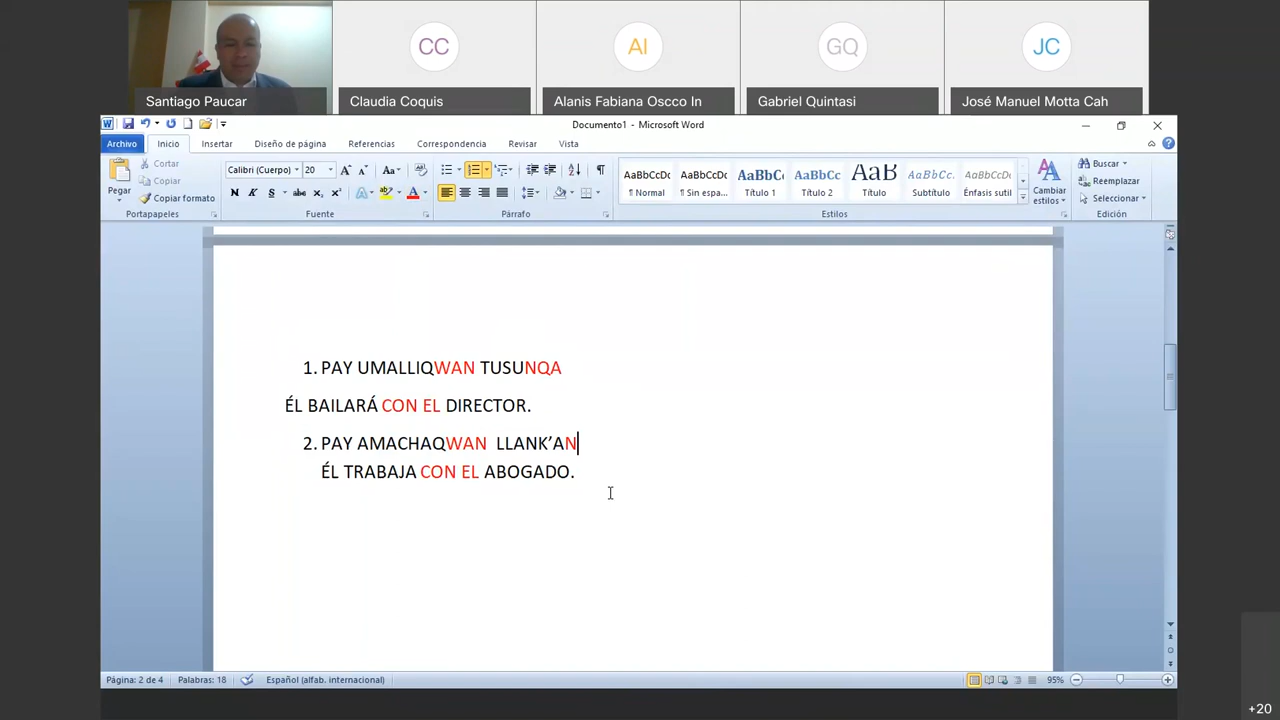 CC
AI
GQ
JC
Santiago Paucar
Claudia Coquis
Alanis Fabiana Oscco In
Gabriel Quintasi
José Manuel Motta Cah
Documento1 - Microsoft Word
Archivo Inicio Insertar Diseño de página Referencias Correspondencia Revisar Vista
Pegar
Cortar
Copiar
Copiar formato
Portapapeles
Calibri (Cuerpo) 20
N K S abc x₂ x²
Fuente
Párrafo
AaBbCcDc AaBbCcDc AaBbCc AaBbCc. AaB AaBbCc. AaBbCcDc
¶ Normal ¶ Sin espa... Título 1 Título 2 Título Subtítulo Énfasis sutil
Cambiar
estilos
Estilos
Buscar
Reemplazar
Seleccionar
Edición
1. PAY UMALLIQWAN TUSUNQA
ÉL BAILARÁ CON EL DIRECTOR.
2. PAY AMACHAQWAN LLANK’AN
ÉL TRABAJA CON EL ABOGADO.
Página: 2 de 4 Palabras: 18 Español (alfab. internacional) 95%
+20